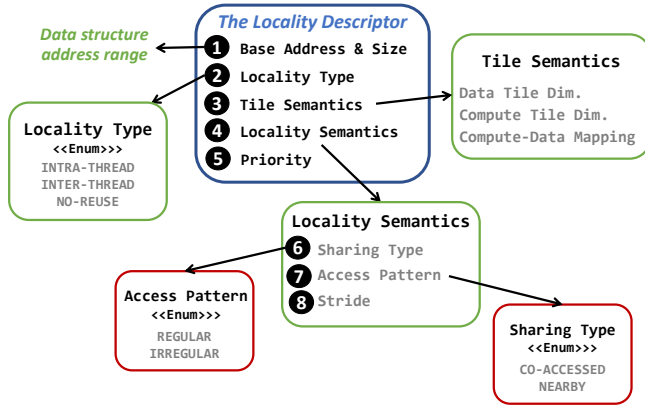 The Locality Descriptor
1 Base Address & Size
2 Locality Type
3 Tile Semantics
4 Locality Semantics
5 Priority
Data structure
address range
Tile Semantics
Data Tile Dim.
Compute Tile Dim.
Compute-Data Mapping
Locality Type
<<Enum>>>
INTRA-THREAD
INTER-THREAD
NO-REUSE
Locality Semantics
6 Sharing Type
7 Access Pattern
8 Stride
Access Pattern
<<Enum>>>
REGULAR
IRREGULAR
Sharing Type
<<Enum>>>
CO-ACCESSED
NEARBY